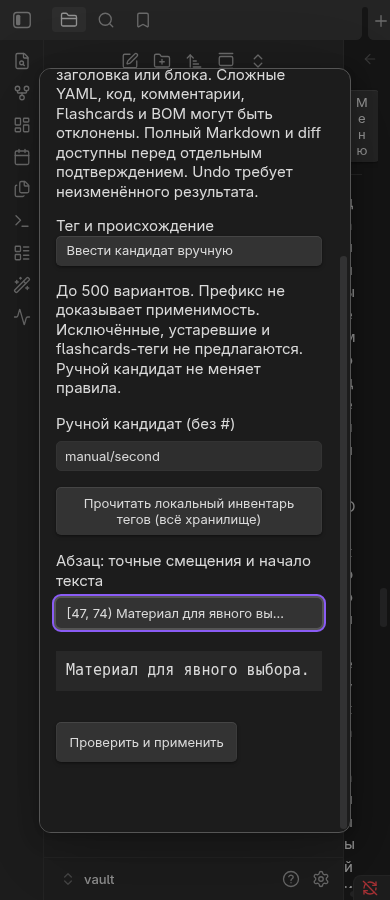 заголовка или блока. Сложные
YAML, код, комментарии,
Flashcards и BOM могут быть
отклонены. Полный Markdown и diff
доступны перед отдельным
подтверждением. Undo требует
неизменённого результата.
Тег и происхождение
Ввести кандидат вручную
До 500 вариантов. Префикс не
доказывает применимость.
Исключённые, устаревшие и
flashcards-теги не предлагаются.
Ручной кандидат не меняет
правила.
Ручной кандидат (без #)
manual/second
Прочитать локальный инвентарь
тегов (всё хранилище)
Абзац: точные смещения и начало
текста
[47, 74) Материал для явного вы...
Материал для явного выбора.
Проверить и применить
vault
М
е
н
ю
ы
й